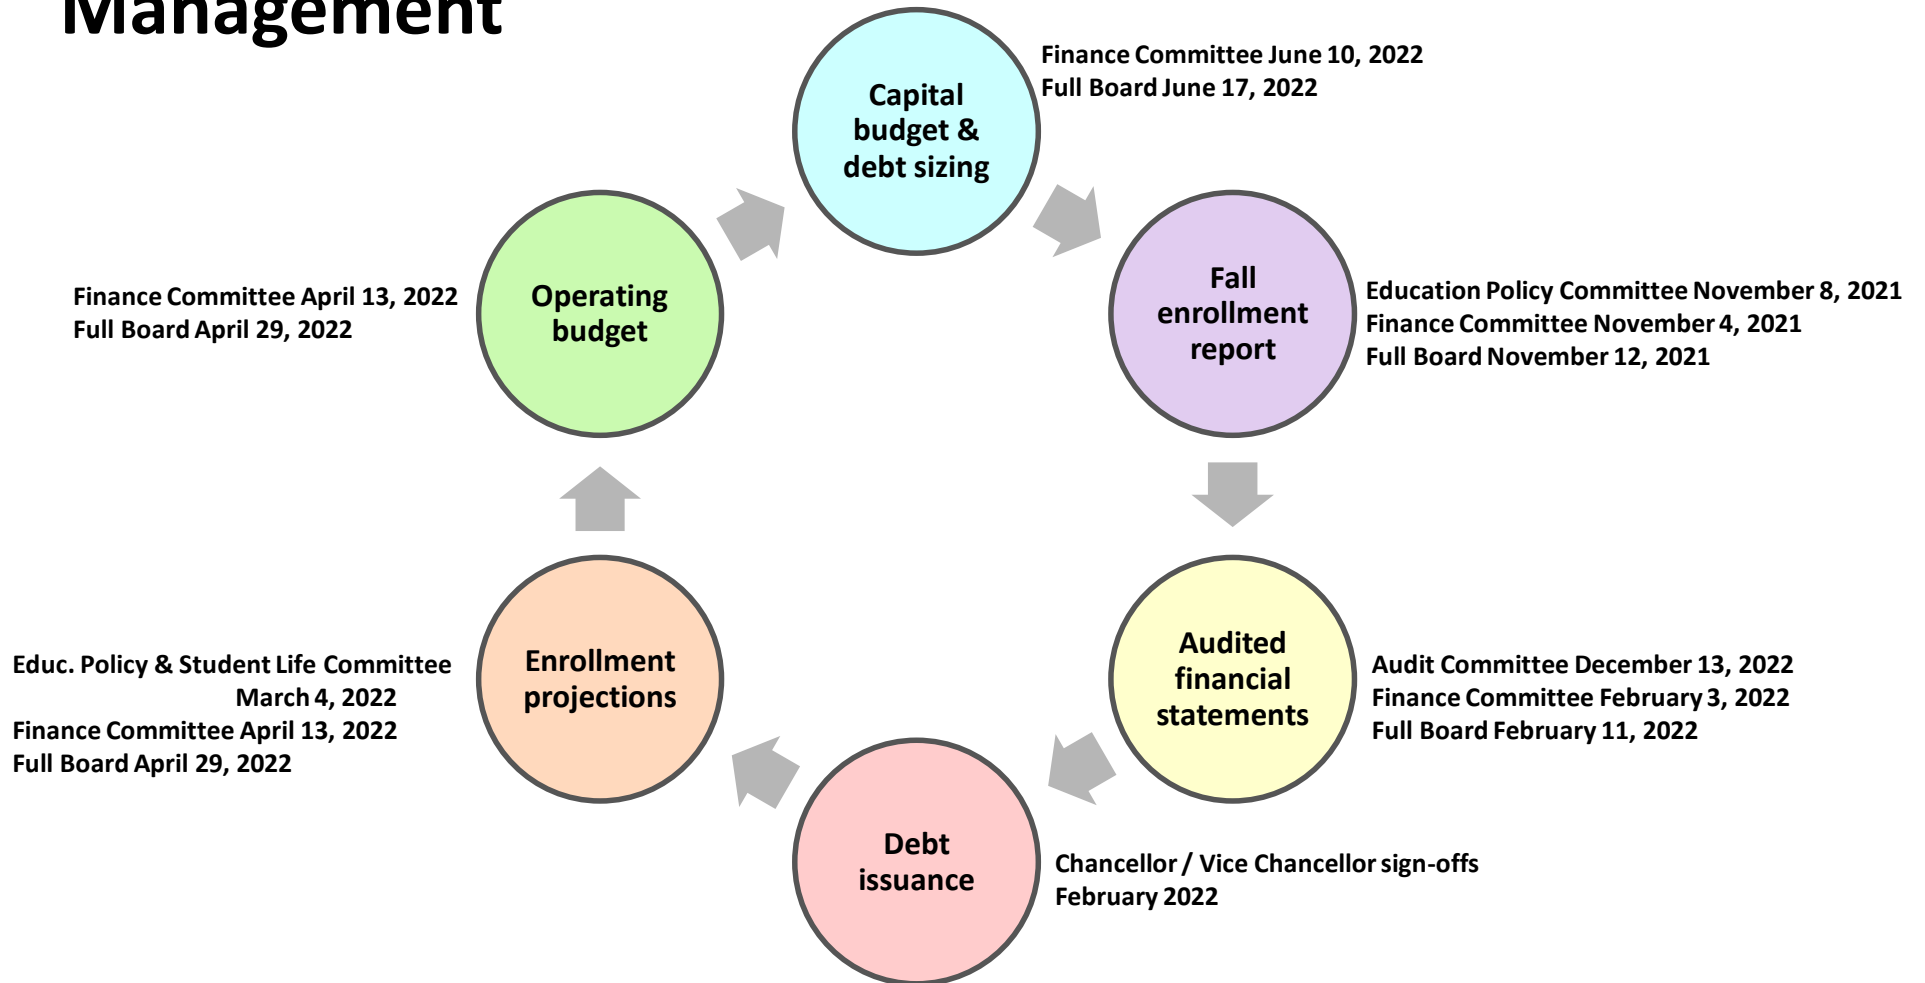 Management
Capital
budget &
debt sizing
Finance Committee June 10, 2022
Full Board June 17, 2022
Fall
enrollment
report
Education Policy Committee November 8, 2021
Finance Committee November 4, 2021
Full Board November 12, 2021
Audited
financial
statements
Audit Committee December 13, 2022
Finance Committee February 3, 2022
Full Board February 11, 2022
Debt
issuance
Chancellor / Vice Chancellor sign-offs
February 2022
Enrollment
projections
Educ. Policy & Student Life Committee
March 4, 2022
Finance Committee April 13, 2022
Full Board April 29, 2022
Operating
budget
Finance Committee April 13, 2022
Full Board April 29, 2022